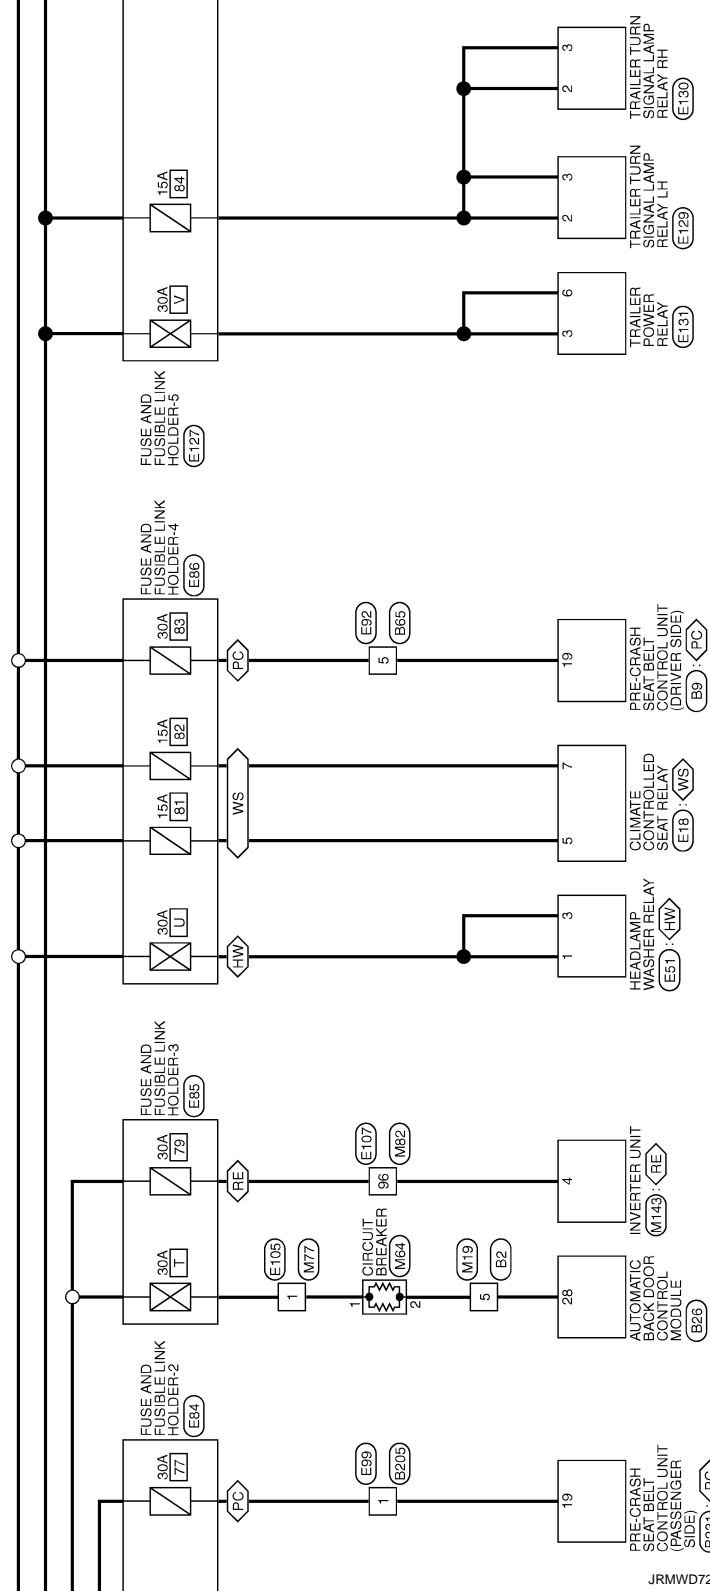 3
2
TRAILER TURN
SIGNAL LAMP
RELAY RH
E130
15A
84
3
2
TRAILER TURN
SIGNAL LAMP
RELAY LH
E129
30A
V
6
3
TRAILER
POWER
RELAY
E131
FUSE AND
FUSIBLE LINK
HOLDER-5
E127
FUSE AND
FUSIBLE LINK
HOLDER-4
E86
30A
83
PC
E92
B65
5
19
PRE-CRASH
SEAT BELT
CONTROL UNIT
(DRIVER SIDE)
B9 : PC
15A
82
15A
81
WS
7
5
CLIMATE
CONTROLLED
SEAT RELAY
E18 : WS
30A
U
HW
3
1
HEADLAMP
WASHER RELAY
E51 : HW
FUSE AND
FUSIBLE LINK
HOLDER-3
E85
30A
79
RE
E107
M82
96
4
INVERTER UNIT
M143 : RE
30A
T
E105
M77
1
CIRCUIT
BREAKER
M64
1
2
M19
B2
5
28
AUTOMATIC
BACK DOOR
CONTROL
MODULE
B26
FUSE AND
FUSIBLE LINK
HOLDER-2
E84
30A
77
PC
E99
B205
1
19
PRE-CRASH
SEAT BELT
CONTROL UNIT
(PASSENGER
SIDE)
JRMWD72